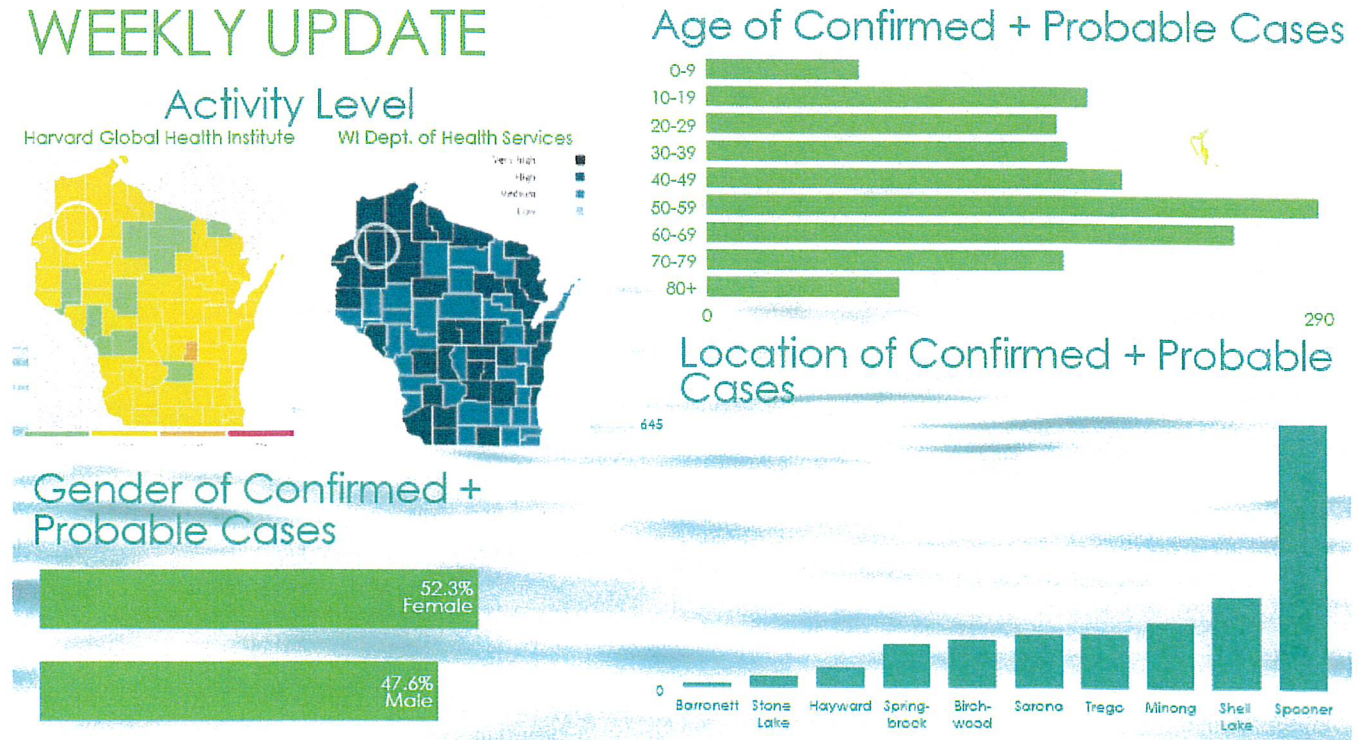 WEEKLY UPDATE
Activity Level
Harvard Global Health Institute
WI Dept. of Health Services
Very high
High
Medium
Low
Gender of Confirmed +
Probable Cases
52.3%
Female
47.6%
Male
Age of Confirmed + Probable Cases
0-9
10-19
20-29
30-39
40-49
50-59
60-69
70-79
80+
0
290
Location of Confirmed + Probable
Cases
645
0
Barronett
Stone
Lake
Hayward
Spring-
brook
Birch-
wood
Sarona
Trego
Minong
Shell
Lake
Spooner